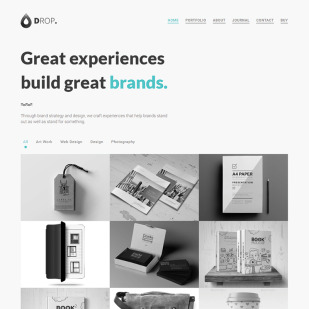 DROP.
HOME PORTFOLIO ABOUT JOURNAL CONTACT BUY
Great experiences
build great brands.
Through brand strategy and design, we craft experiences that help brands stand
out as well as stand for something.
All Art Work Web Design Design Photography
A4 PAPER
PRESENTATION
BOOK
BOOK